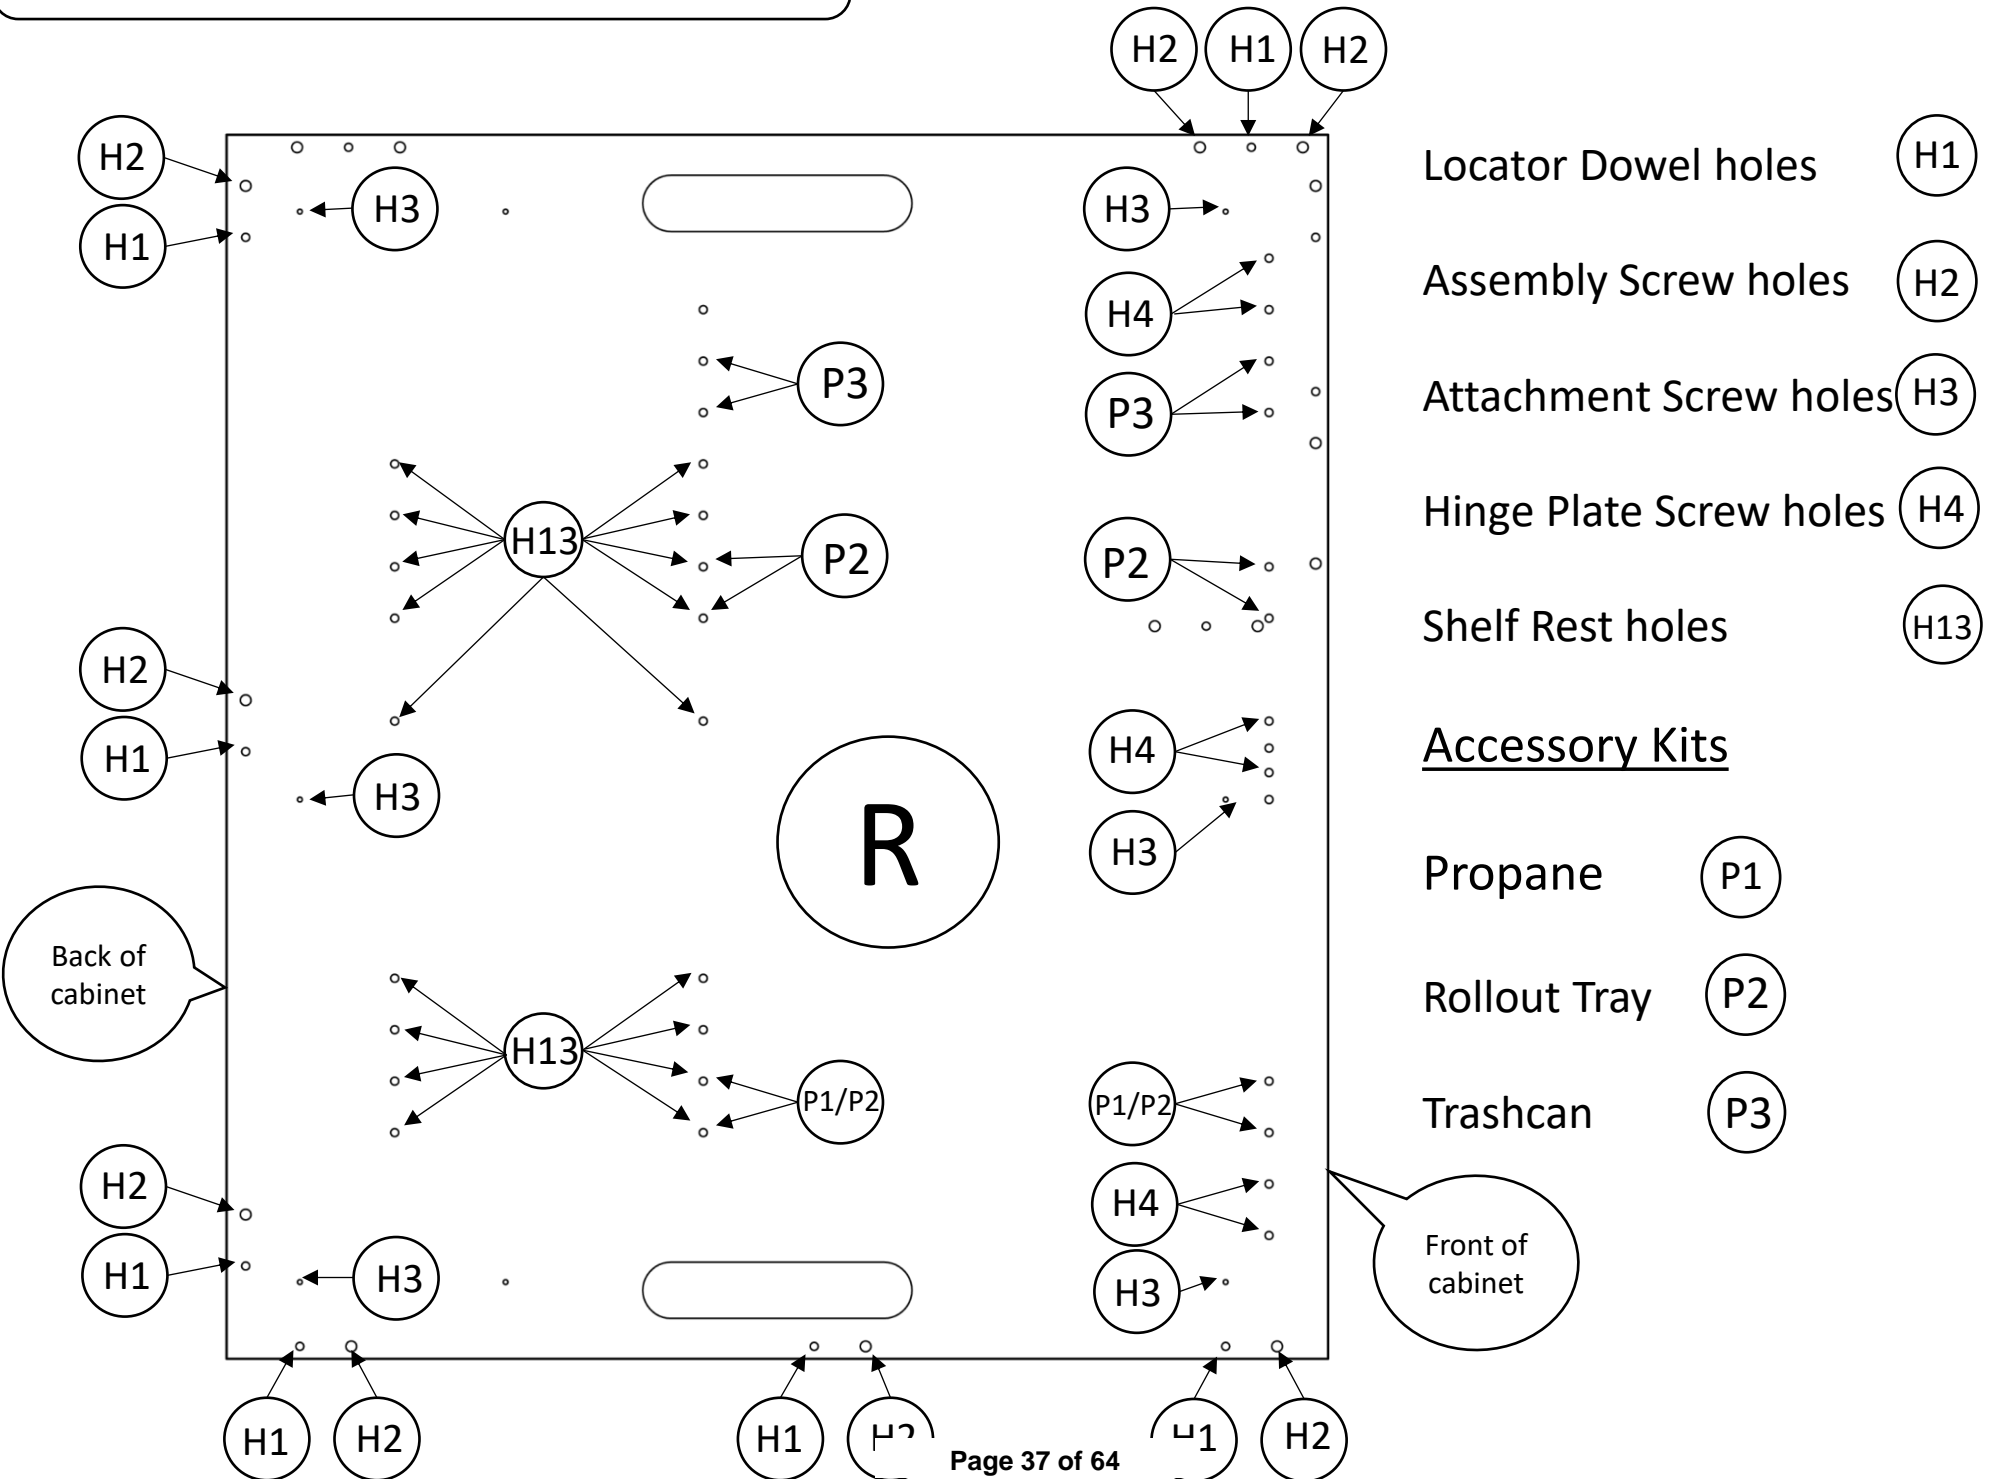 H2 H1 H2
H2
H1
H3
H3
H4
P3
P3
H13
P2
P2
H2
H1
H3
H4
H3
R
Back of
cabinet
H13
P1/P2
P1/P2
H2
H1
H3
H4
H3
H1 H2 H1 H2 H1 H2
Locator Dowel holes H1
Assembly Screw holes H2
Attachment Screw holes H3
Hinge Plate Screw holes H4
Shelf Rest holes H13
Accessory Kits
Propane P1
Rollout Tray P2
Trashcan P3
Front of
cabinet
Page 37 of 64